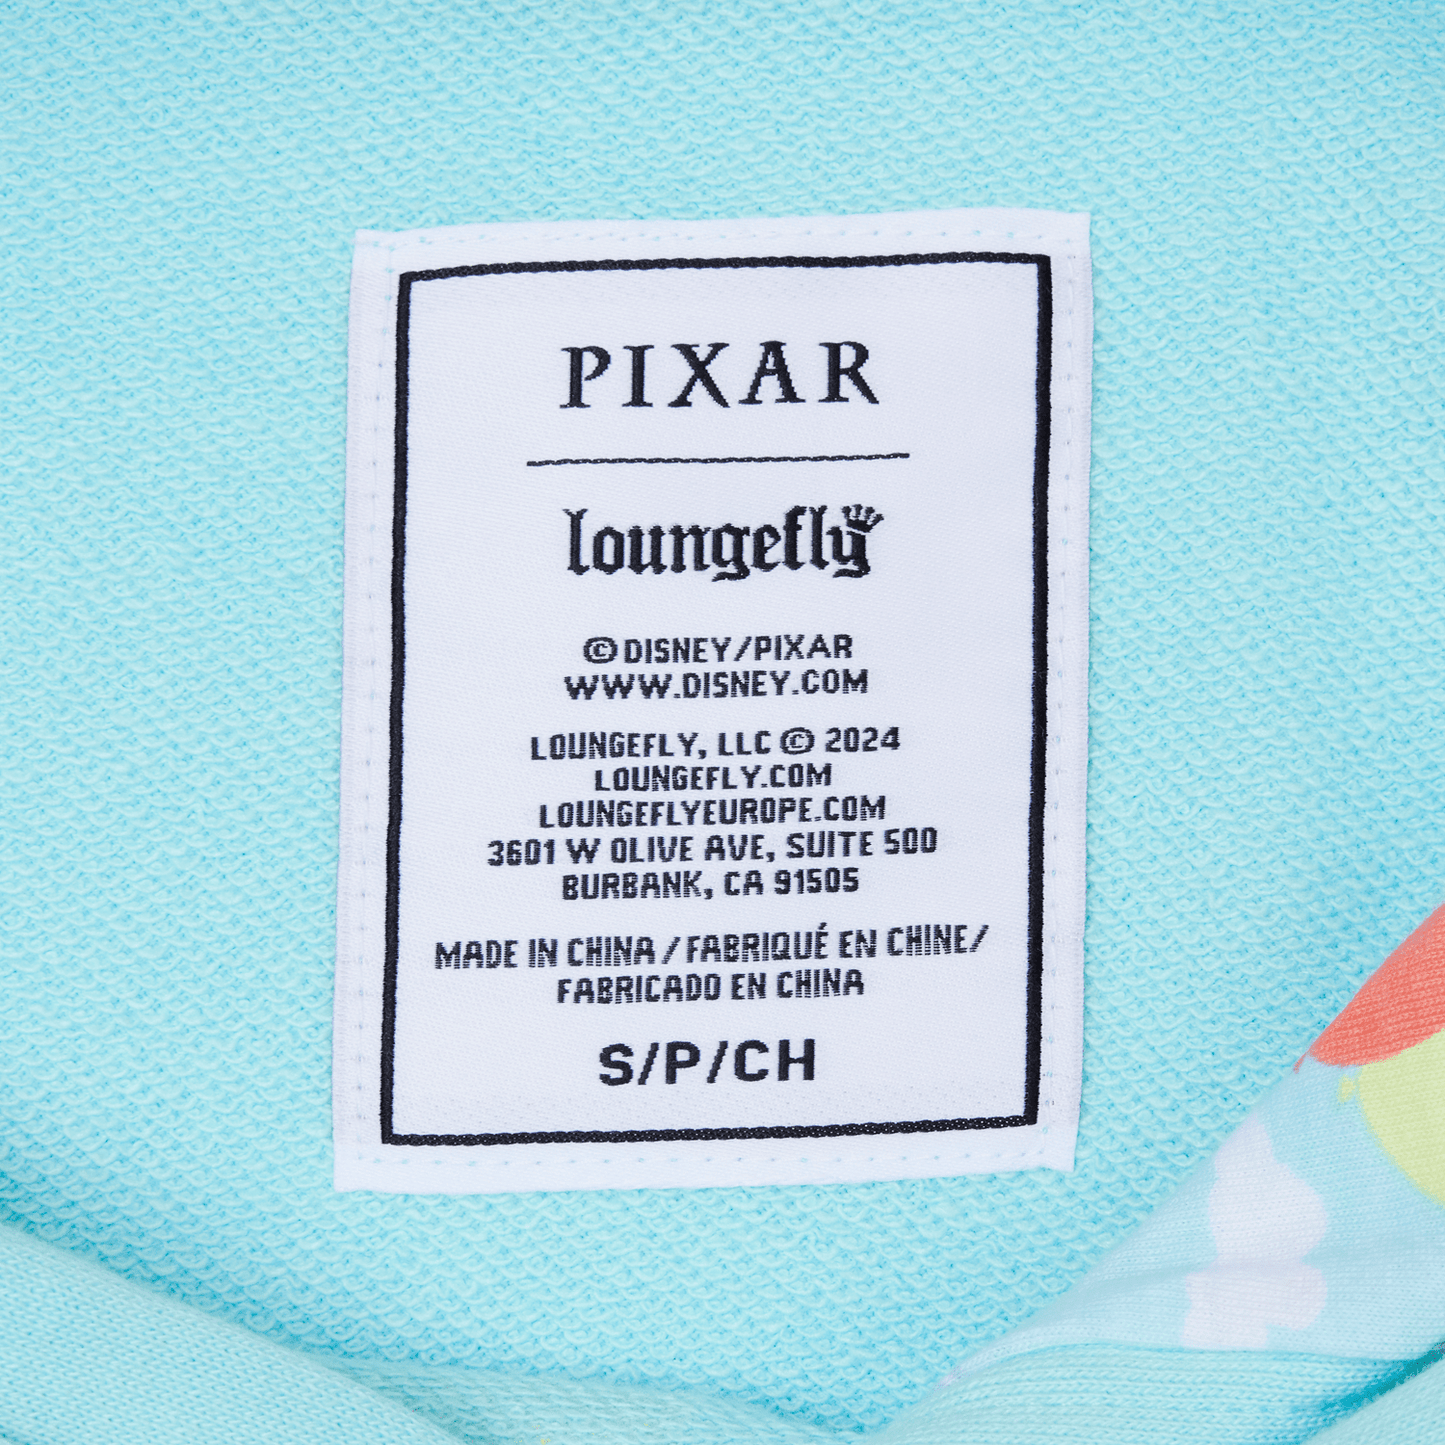 PIXAR
loungefly
©DISNEY/PIXAR
WWW.DISNEY.COM
LOUNGEFLY, LLC © 2024
LOUNGEFLY.COM
LOUNGEFLYEUROPE.COM
3601 W OLIVE AVE, SUITE 500
BURBANK, CA 91505
MADE IN CHINA / FABRIQUÉ EN CHINE/
FABRICADO EN CHINA
S/P/CH